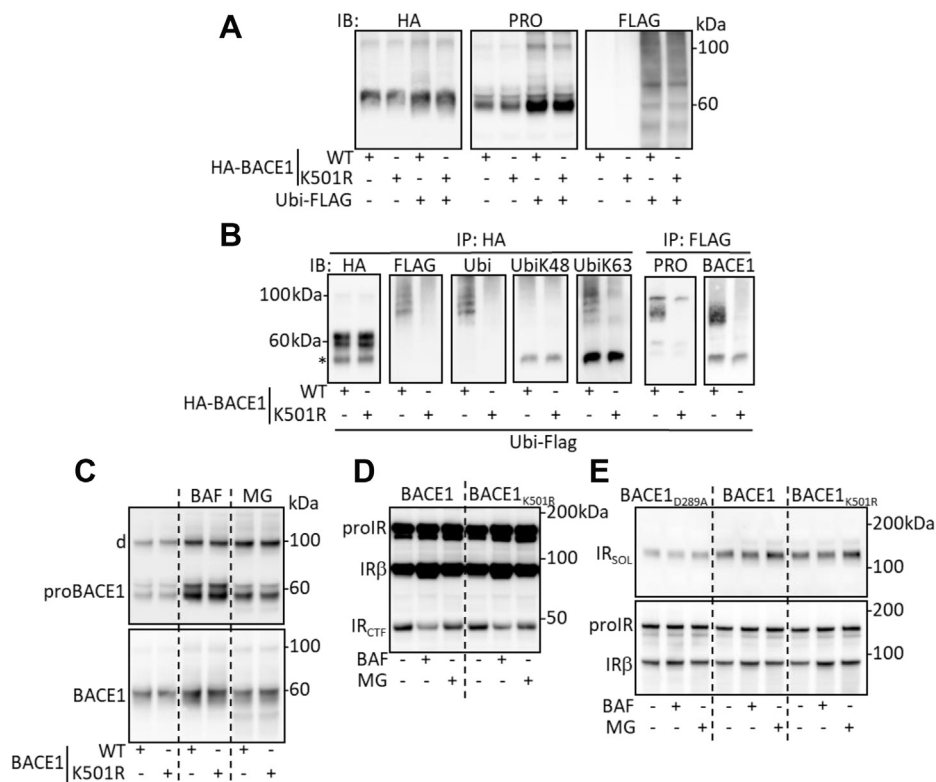 A
IB: HA PRO FLAG kDa
100
60
HA-BACE1 WT + - + - + - + - + - + -
K501R - + - + - + - + - + - +
Ubi-FLAG - - + + - - + + - - + +
B
IP: HA IP: FLAG
IB: HA FLAG Ubi UbiK48 UbiK63 PRO BACE1
100kDa-
60kDa-
*
HA-BACE1 WT + - + - + - + - + - + - + -
K501R - + - + - + - + - + - + - +
Ubi-Flag
C
BAF MG kDa
d 100
proBACE1 60
100
BACE1 60
BACE1 WT + - + - + -
K501R - + - + - +
D
BACE1 BACE1K501R
200kDa
proIR
100
IRβ
IRCTF 50
BAF - + - - + -
MG - - + - - +
E
BACE1D289A BACE1 BACE1K501R
200kDa
IRSOL
100
proIR 200
IRβ 100
BAF - + - - + - - + -
MG - - + - - + - - +